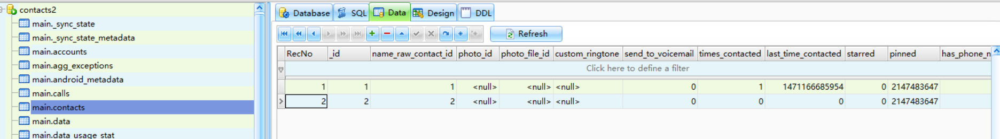 contacts2
main._sync_state
main._sync_state_metadata
main.accounts
main.agg_exceptions
main.android_metadata
main.calls
main.contacts
main.data
main.data_usage_stat
Database SQL Data Design DDL
Refresh
RecNo _id name_raw_contact_id photo_id photo_file_id custom_ringtone send_to_voicemail times_contacted last_time_contacted starred pinned has_phone_n
Click here to define a filter
1 1 1 <null> <null> <null> 0 1 1471166685954 0 2147483647
2 2 2 <null> <null> <null> 0 0 0 0 2147483647